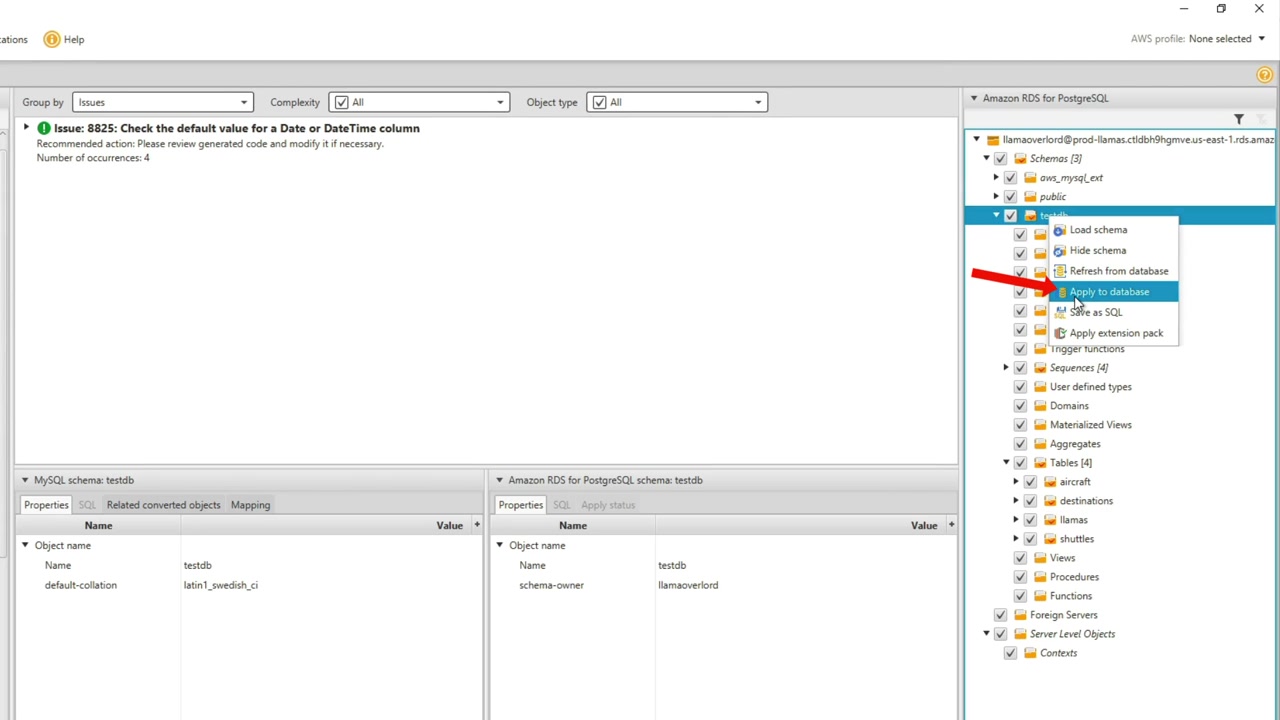 ations
Help
AWS profile: None selected
Group by
Issues
Complexity
All
Object type
All
Issue: 8825: Check the default value for a Date or DateTime column
Recommended action: Please review generated code and modify it if necessary.
Number of occurrences: 4
Amazon RDS for PostgreSQL
llamaoverlord@prod-llamas.ctldbh9hgmve.us-east-1.rds.amaz
Schemas [3]
aws_mysql_ext
public
testdb
Load schema
Hide schema
Refresh from database
Apply to database
Save as SQL
Apply extension pack
Trigger functions
Sequences [4]
User defined types
Domains
Materialized Views
Aggregates
Tables [4]
aircraft
destinations
llamas
shuttles
Views
Procedures
Functions
Foreign Servers
Server Level Objects
Contexts
MySQL schema: testdb
Properties SQL Related converted objects Mapping
Name Value +
Object name
Name testdb
default-collation latin1_swedish_ci
Amazon RDS for PostgreSQL schema: testdb
Properties SQL Apply status
Name Value +
Object name
Name testdb
schema-owner llamaoverlord